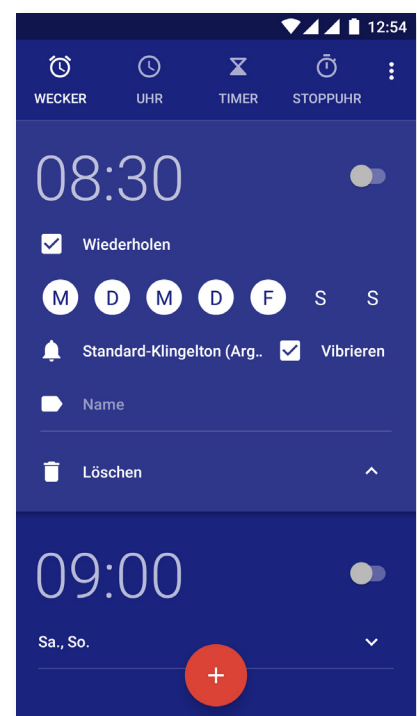 12:54
WECKER UHR TIMER STOPPUHR
08:30
Wiederholen
M D M D F S S
Standard-Klingelton (Arg.. Vibrieren
Name
Löschen
09:00
Sa., So.
+